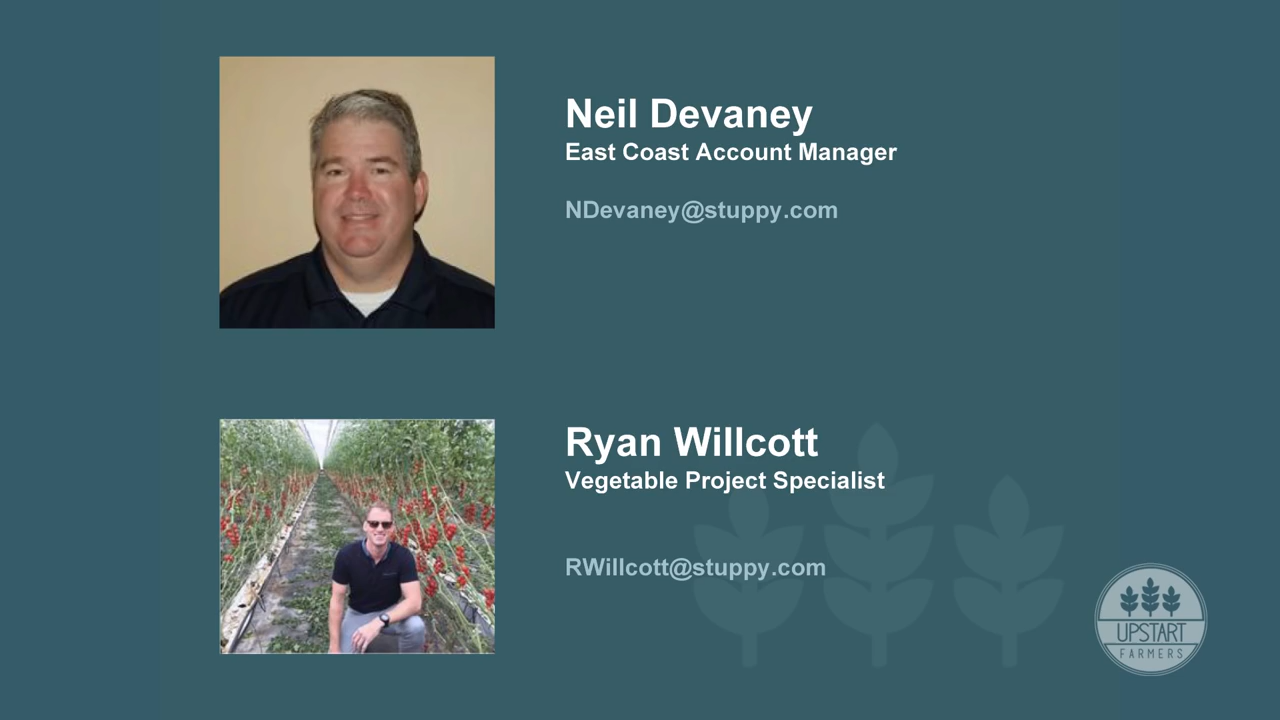 Neil Devaney
East Coast Account Manager
NDevaney@stuppy.com
Ryan Willcott
Vegetable Project Specialist
RWillcott@stuppy.com
UPSTART
FARMERS